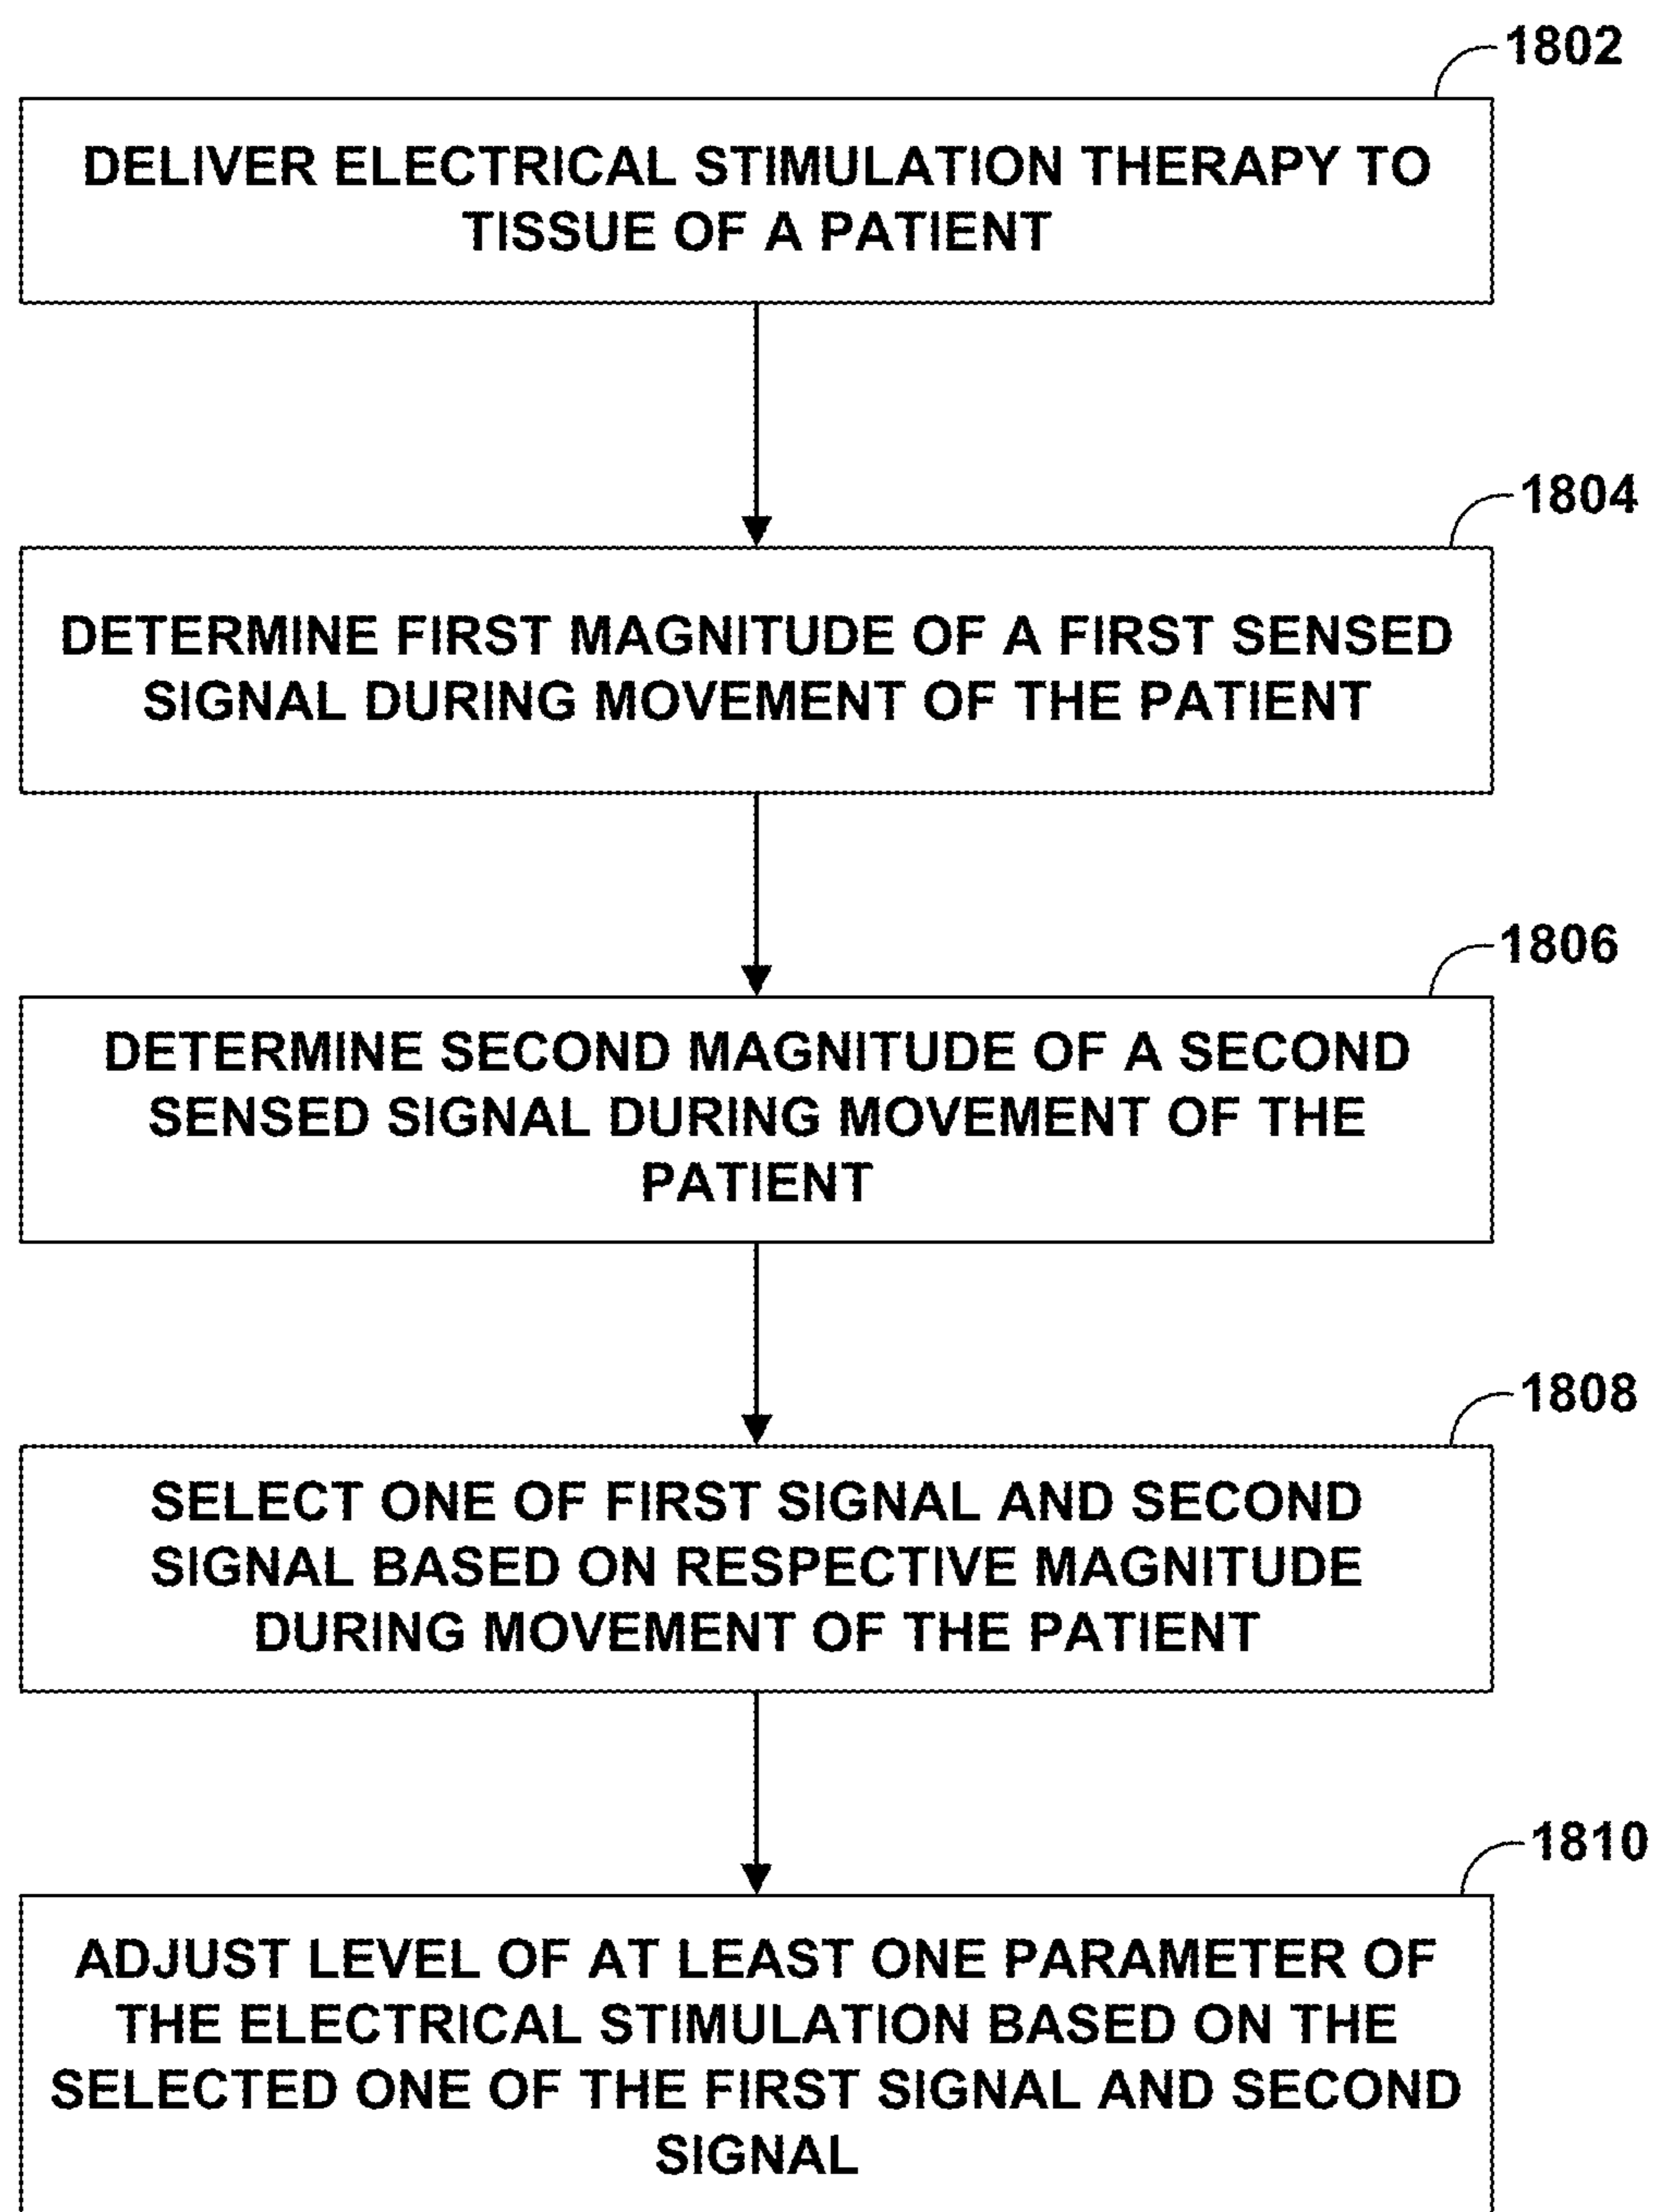 1802
DELIVER ELECTRICAL STIMULATION THERAPY TO
TISSUE OF A PATIENT
1804
DETERMINE FIRST MAGNITUDE OF A FIRST SENSED
SIGNAL DURING MOVEMENT OF THE PATIENT
1806
DETERMINE SECOND MAGNITUDE OF A SECOND
SENSED SIGNAL DURING MOVEMENT OF THE
PATIENT
1808
SELECT ONE OF FIRST SIGNAL AND SECOND
SIGNAL BASED ON RESPECTIVE MAGNITUDE
DURING MOVEMENT OF THE PATIENT
1810
ADJUST LEVEL OF AT LEAST ONE PARAMETER OF
THE ELECTRICAL STIMULATION BASED ON THE
SELECTED ONE OF THE FIRST SIGNAL AND SECOND
SIGNAL